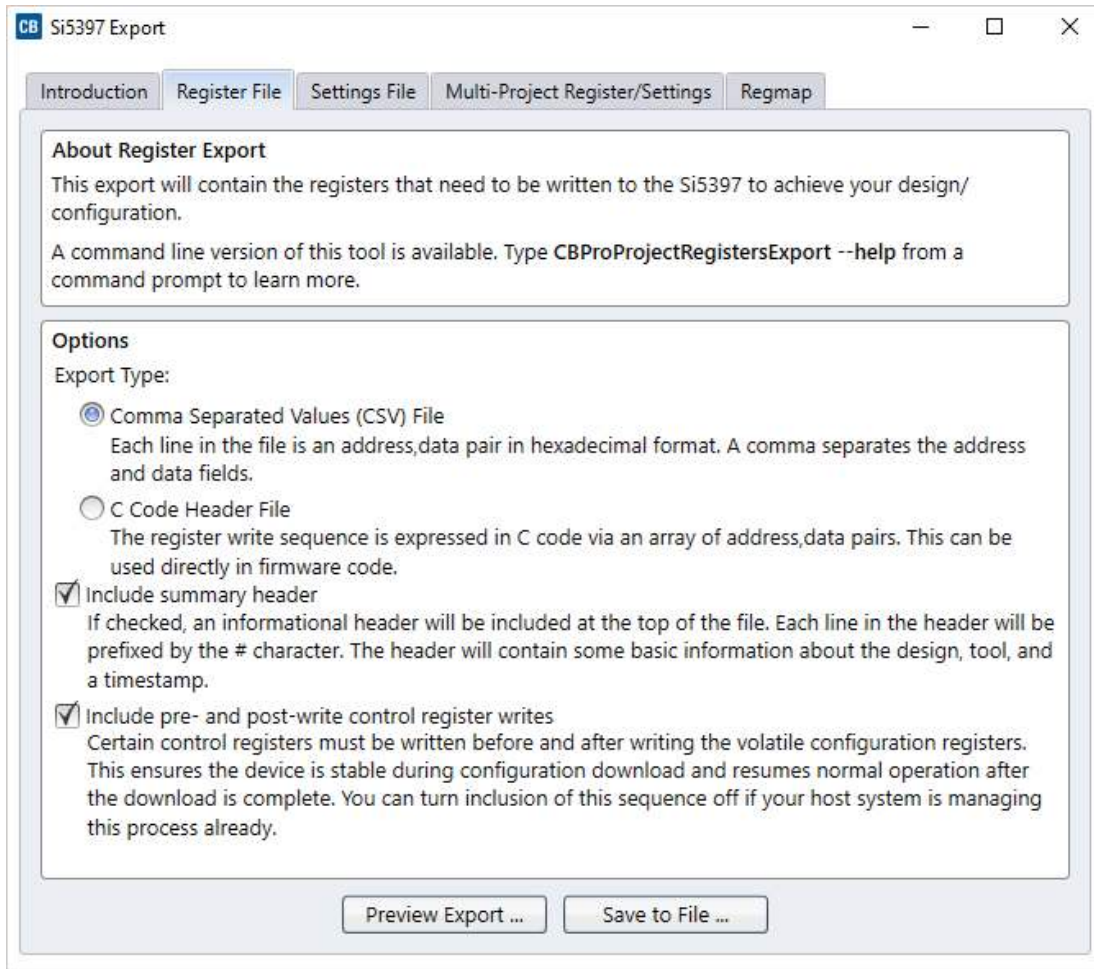 CB Si5397 Export
Introduction Register File Settings File Multi-Project Register/Settings Regmap
About Register Export
This export will contain the registers that need to be written to the Si5397 to achieve your design/
configuration.
A command line version of this tool is available. Type CBProProjectRegistersExport --help from a
command prompt to learn more.
Options
Export Type:
Comma Separated Values (CSV) File
Each line in the file is an address,data pair in hexadecimal format. A comma separates the address
and data fields.
C Code Header File
The register write sequence is expressed in C code via an array of address,data pairs. This can be
used directly in firmware code.
Include summary header
If checked, an informational header will be included at the top of the file. Each line in the header will be
prefixed by the # character. The header will contain some basic information about the design, tool, and
a timestamp.
Include pre- and post-write control register writes
Certain control registers must be written before and after writing the volatile configuration registers.
This ensures the device is stable during configuration download and resumes normal operation after
the download is complete. You can turn inclusion of this sequence off if your host system is managing
this process already.
Preview Export ... Save to File ...